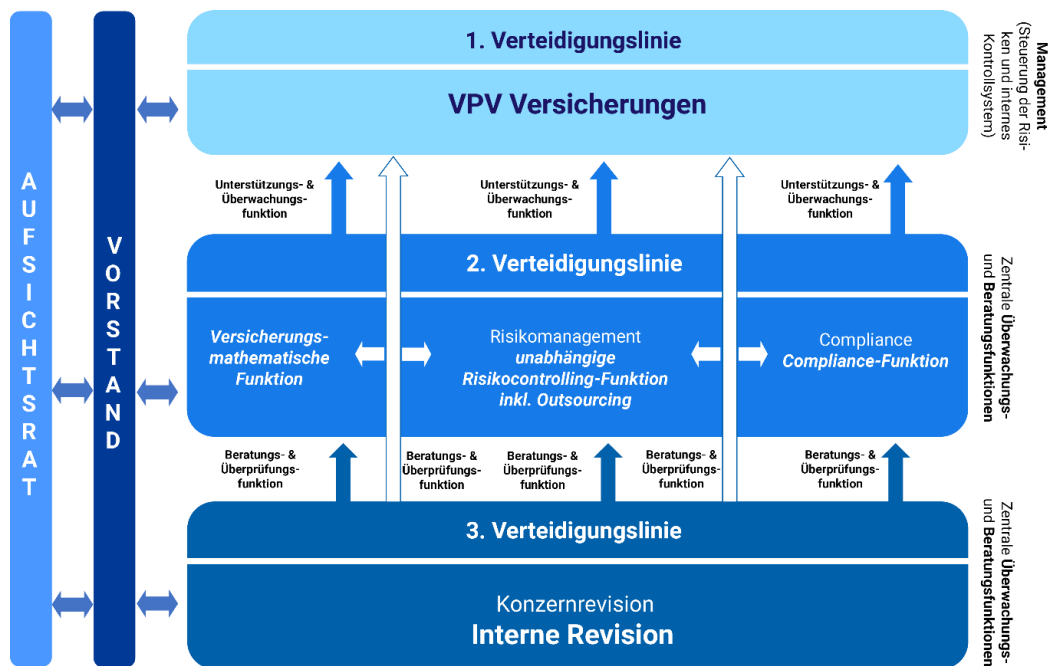 AUFSICHTSRAT
VORSTAND
1. Verteidigungslinie
VPV Versicherungen
Management
(Steuerung der Risi-
ken und internes
Kontrollsystem)
Unterstützungs- &
Überwachungs-
funktion
Unterstützungs- &
Überwachungs-
funktion
Unterstützungs- &
Überwachungs-
funktion
2. Verteidigungslinie
Versicherungs-
mathematische
Funktion
Risikomanagement
unabhängige
Risikocontrolling-Funktion
inkl. Outsourcing
Compliance
Compliance-Funktion
Zentrale Überwachungs-
und Beratungsfunktionen
Beratungs- &
Überprüfungs-
funktion
Beratungs- &
Überprüfungs-
funktion
Beratungs- &
Überprüfungs-
funktion
Beratungs- &
Überprüfungs-
funktion
Beratungs- &
Überprüfungs-
funktion
3. Verteidigungslinie
Konzernrevision
Interne Revision
Zentrale Überwachungs-
und Beratungsfunktionen